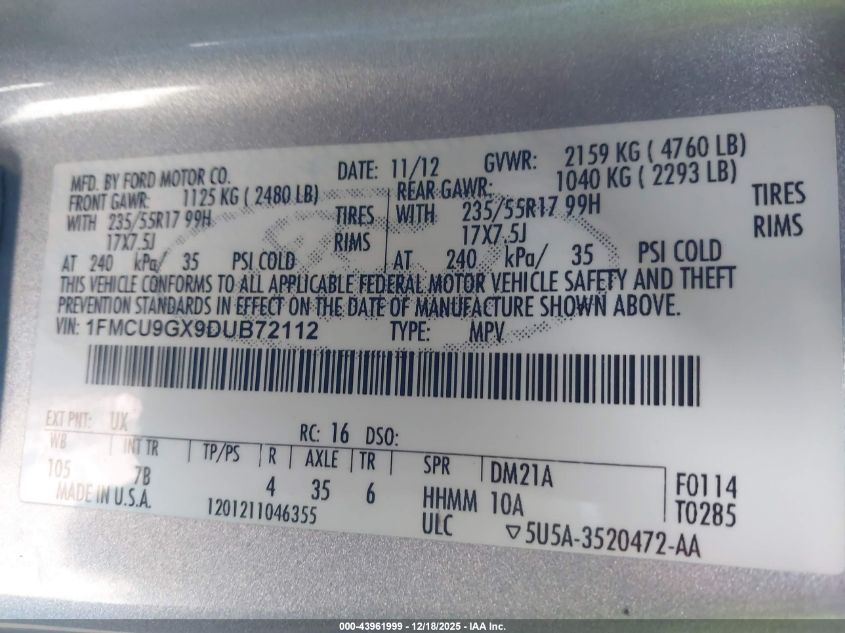 MFD. BY FORD MOTOR CO. DATE: 11/12 GVWR: 2159 KG ( 4760 LB)
FRONT GAWR: 1125 KG ( 2480 LB) REAR GAWR: 1040 KG ( 2293 LB)
WITH 235/55R17 99H TIRES WITH 235/55R17 99H TIRES
17X7.5J RIMS 17X7.5J RIMS
AT 240 kPa/ 35 PSI COLD AT 240 kPa/ 35 PSI COLD
THIS VEHICLE CONFORMS TO ALL APPLICABLE FEDERAL MOTOR VEHICLE SAFETY AND THEFT
PREVENTION STANDARDS IN EFFECT ON THE DATE OF MANUFACTURE SHOWN ABOVE.
VIN: 1FMCU9GX9DUB72112 TYPE: MPV
EXT PNT: UX RC: 16 DSO:
WB INT TR TP/PS R AXLE TR SPR DM21A F0114
105 7B 4 35 6 HHMM 10A T0285
MADE IN U.S.A. 1201211046355 ULC ▽5U5A-3520472-AA
000-43961999 - 12/18/2025 - IAA Inc.